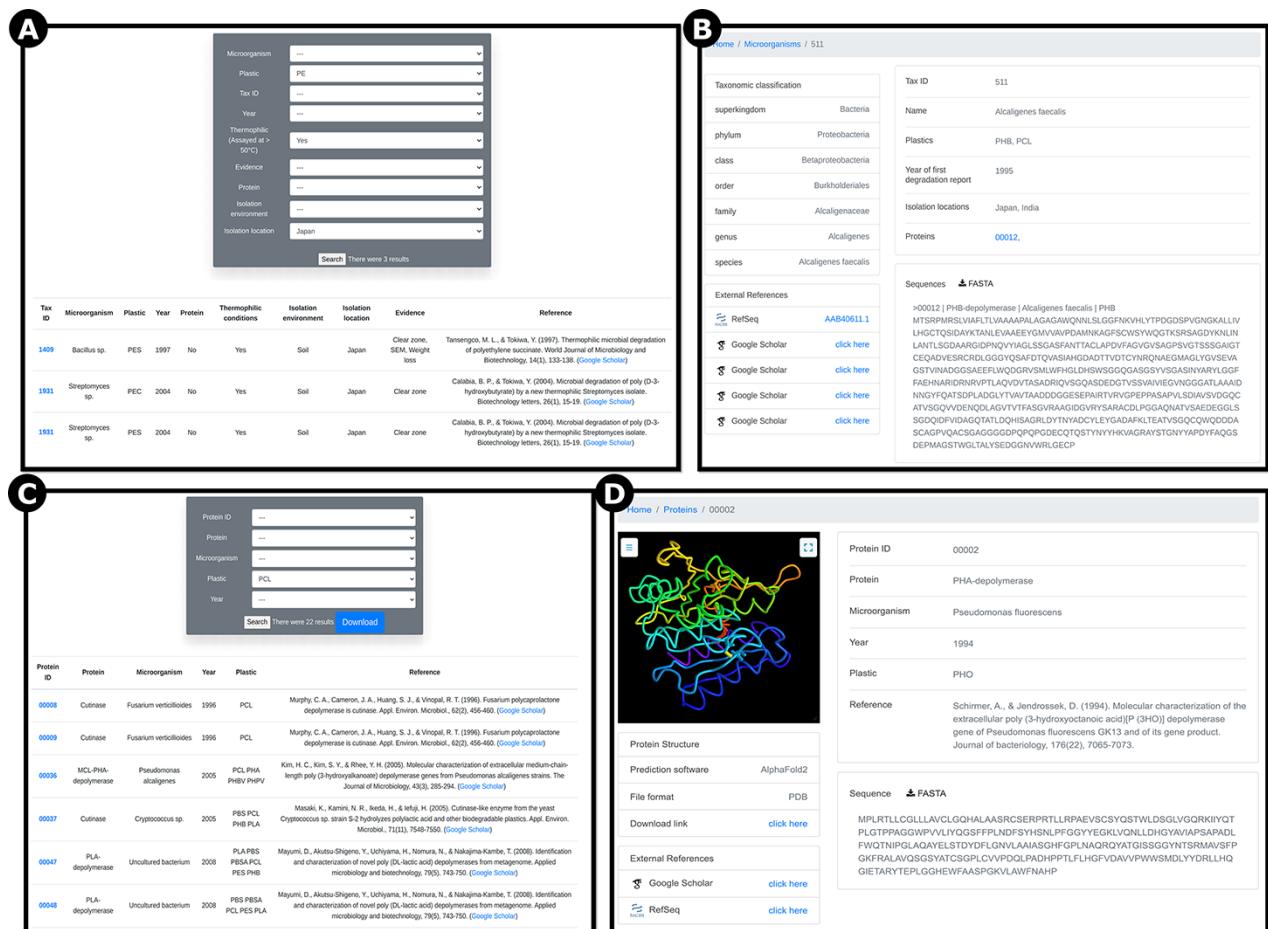 A
Microorganism ---
Plastic PE
Tax ID ---
Year ---
Thermophilic
(Assayed at >
50°C) Yes
Evidence ---
Protein ---
Isolation
environment ---
Isolation location Japan
Search There were 3 results
Tax
ID Microorganism Plastic Year Protein Thermophilic
conditions Isolation
environment Isolation
location Evidence Reference
1409 Bacillus sp. PES 1997 No Yes Soil Japan Clear zone,
SEM, Weight
loss
Tansengco, M. L., & Tokiwa, Y. (1997). Thermophilic microbial degradation
of polyethylene succinate. World Journal of Microbiology and
Biotechnology, 14(1), 133-138. (Google Scholar)
1931 Streptomyces
sp. PEC 2004 No Yes Soil Japan Clear zone
Calabia, B. P., & Tokiwa, Y. (2004). Microbial degradation of poly (D-3-
hydroxybutyrate) by a new thermophilic Streptomyces isolate.
Biotechnology letters, 26(1), 15-19. (Google Scholar)
1931 Streptomyces
sp. PES 2004 No Yes Soil Japan Clear zone
Calabia, B. P., & Tokiwa, Y. (2004). Microbial degradation of poly (D-3-
hydroxybutyrate) by a new thermophilic Streptomyces isolate.
Biotechnology letters, 26(1), 15-19. (Google Scholar)
B
Home / Microorganisms / 511
Taxonomic classification
superkingdom Bacteria
phylum Proteobacteria
class Betaproteobacteria
order Burkholderiales
family Alcaligenaceae
genus Alcaligenes
species Alcaligenes faecalis
External References
RefSeq AAB40611.1
Google Scholar click here
Google Scholar click here
Google Scholar click here
Google Scholar click here
Tax ID 511
Name Alcaligenes faecalis
Plastics PHB, PCL
Year of first
degradation report 1995
Isolation locations Japan, India
Proteins 00012,
Sequences FASTA
>00012 | PHB-depolymerase | Alcaligenes faecalis | PHB
MTSRPMRSLVIAFLTLVAAAAPALAGAGAWQNNLSLGGFNKVHLYTPDGDSPVGNGKALLIV
LHGCTQSIDAYKTANLEVAAEEYGMVVAVPDAMNKAGFSCWSYWQGTKSRSAGDYKNLIN
LANTLSGDAARGIDPNQVYIAGLSSGASFANTTACLAPDVFAGVGVSAGPSVGTSSSGAIGT
CEQADVESRCRDLGGGYQSAFDTQVASIAHGDADTTVDTCYNRQNAEGMAGLYGVSEVA
GSTVINADGGSAEEFLWQDGRVSMLWFHGLDHSWSGGQGASGSYVSGASINYARYLGGF
FAEHNARIDRNRVPTLAQVDVTASADRIQVSGQASDEDGTVSSVAIVIEGVNGGGATLAAAID
NNGYFQATSDPLADGLYTVAVTAADDDGGESEPAIRTVRVGPEPPASAPVLSDIAVSVDGQC
ATVSGQVVDENQDLAGVTVTFASGVRAAGIDGVRYSARACDLPGGAQNATVSAEDEGGLSS
SGDQIDFVIDAGQTATLDQHISAGRLDYTNYADCYLEYGADAFKLTEATVSGQCQWQDDDA
SCAGPVQACSGAGGGGDPQPQPGDECQTQSTYNYYHKVAGRAYSTGNYYAPDYFAQGS
DEPMAGSTWGLTALYSEDGGNVWRLGECP
C
Protein ID ---
Protein ---
Microorganism ---
Plastic PCL
Year ---
Search There were 22 results Download
Protein
ID Protein Microorganism Year Plastic Reference
00008 Cutinase Fusarium verticillioides 1996 PCL
Murphy, C. A., Cameron, J. A., Huang, S. J., & Vinopal, R. T. (1996). Fusarium polycaprolactone
depolymerase is cutinase. Appl. Environ. Microbiol., 62(2), 456-460. (Google Scholar)
00009 Cutinase Fusarium verticillioides 1996 PCL
Murphy, C. A., Cameron, J. A., Huang, S. J., & Vinopal, R. T. (1996). Fusarium polycaprolactone
depolymerase is cutinase. Appl. Environ. Microbiol., 62(2), 456-460. (Google Scholar)
00036 MCL-PHA-
depolymerase Pseudomonas
alcaligenes 2005 PCL PHA
PHBV PHPV
Kim, H. C., Kim, S. Y., & Rhee, Y. H. (2005). Molecular characterization of extracellular medium-chain-
length poly (3-hydroxyalkanoate) depolymerase genes from Pseudomonas alcaligenes strains. The
Journal of Microbiology, 43(3), 285-294. (Google Scholar)
00037 Cutinase Cryptococcus sp. 2005 PBS PCL
PHB PLA
Masaki, K., Kamini, N. R., Ikeda, H., & Iefuji, H. (2005). Cutinase-like enzyme from the yeast
Cryptococcus sp. strain S-2 hydrolyzes polylactic acid and other biodegradable plastics. Appl. Environ.
Microbiol., 71(11), 7548-7550. (Google Scholar)
00047 PLA-
depolymerase Uncultured bacterium 2008 PLA PBS
PBSA PCL
PES PHB
Mayumi, D., Akutsu-Shigeno, Y., Uchiyama, H., Nomura, N., & Nakajima-Kambe, T. (2008). Identification
and characterization of novel poly (DL-lactic acid) depolymerases from metagenome. Applied
microbiology and biotechnology, 79(5), 743-750. (Google Scholar)
00048 PLA-
depolymerase Uncultured bacterium 2008 PBS PBSA
PCL PES PLA
Mayumi, D., Akutsu-Shigeno, Y., Uchiyama, H., Nomura, N., & Nakajima-Kambe, T. (2008). Identification
and characterization of novel poly (DL-lactic acid) depolymerases from metagenome. Applied
microbiology and biotechnology, 79(5), 743-750. (Google Scholar)
D
Home / Proteins / 00002
Protein Structure
Prediction software AlphaFold2
File format PDB
Download link click here
External References
Google Scholar click here
RefSeq click here
Protein ID 00002
Protein PHA-depolymerase
Microorganism Pseudomonas fluorescens
Year 1994
Plastic PHO
Reference Schirmer, A., & Jendrossek, D. (1994). Molecular characterization of the
extracellular poly (3-hydroxyoctanoic acid)[P (3HO)] depolymerase
gene of Pseudomonas fluorescens GK13 and of its gene product.
Journal of bacteriology, 176(22), 7065-7073.
Sequence FASTA
MPLRTLLCGLLLAVCLGQHALAASRCSERPRTLLRPAEVSCSYQSTWLDSGLVGQRKIIYQT
PLGTPPAGGWPVVLIYQGSFFPLNDFSYHSNLPFGGYYEGKLVQNLLDHGYAVIAPSAPADL
FWQTNIPGLAQAYELSTDYDFLGNVLAAIASGHFGPLNAQRQYATGISSGGYNTSRMAVSFP
GKFRALAVQSGSYATCSGPLCVVPDQLPADHPPTLFLHGFVDAVVPWWSMDLYYDRLLHQ
GIETARYTEPLGGHEWFAASPGKVLAWFNAHP